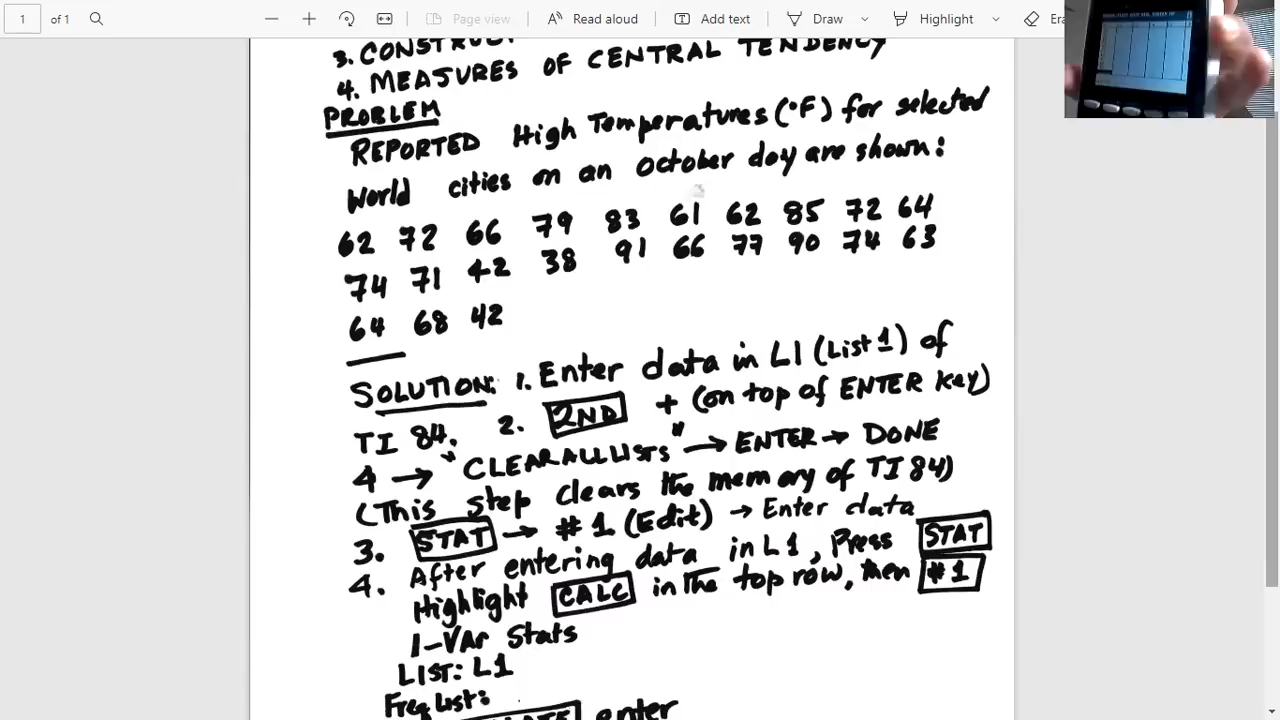 1 of 1 Page view Read aloud Add text Draw Highlight
3. CONSTRUCT
4. MEASURES OF CENTRAL TENDENCY
PROBLEM
REPORTED High Temperatures (°F) for selected
World cities on an October day are shown:
62 72 66 79 83 61 62 85 72 64
74 71 42 38 91 66 77 90 74 63
64 68 42
SOLUTION: 1. Enter data in L1 (List 1) of
TI 84. 2. 2ND + (on top of ENTER key)
4 → "CLEARALLLISTS" → ENTER → DONE
(This step clears the memory of TI 84)
3. STAT → #1 (Edit) → Enter data
4. After entering data in L1, Press STAT
Highlight CALC in the top row, then #1
1-VAr Stats
LIST: L1
Freq List:
enter